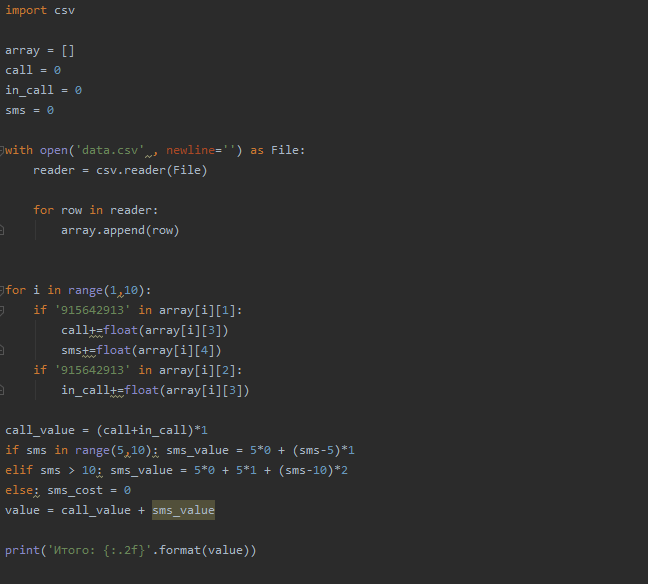 import csv
array = []
call = 0
in_call = 0
sms = 0
with open('data.csv' , newline='') as File:
reader = csv.reader(File)
for row in reader:
array.append(row)
for i in range(1,10):
if '915642913' in array[i][1]:
call+=float(array[i][3])
sms+=float(array[i][4])
if '915642913' in array[i][2]:
in_call+=float(array[i][3])
call_value = (call+in_call)*1
if sms in range(5,10): sms_value = 5*0 + (sms-5)*1
elif sms > 10: sms_value = 5*0 + 5*1 + (sms-10)*2
else: sms_cost = 0
value = call_value + sms_value
print('Итого: {:.2f}'.format(value))